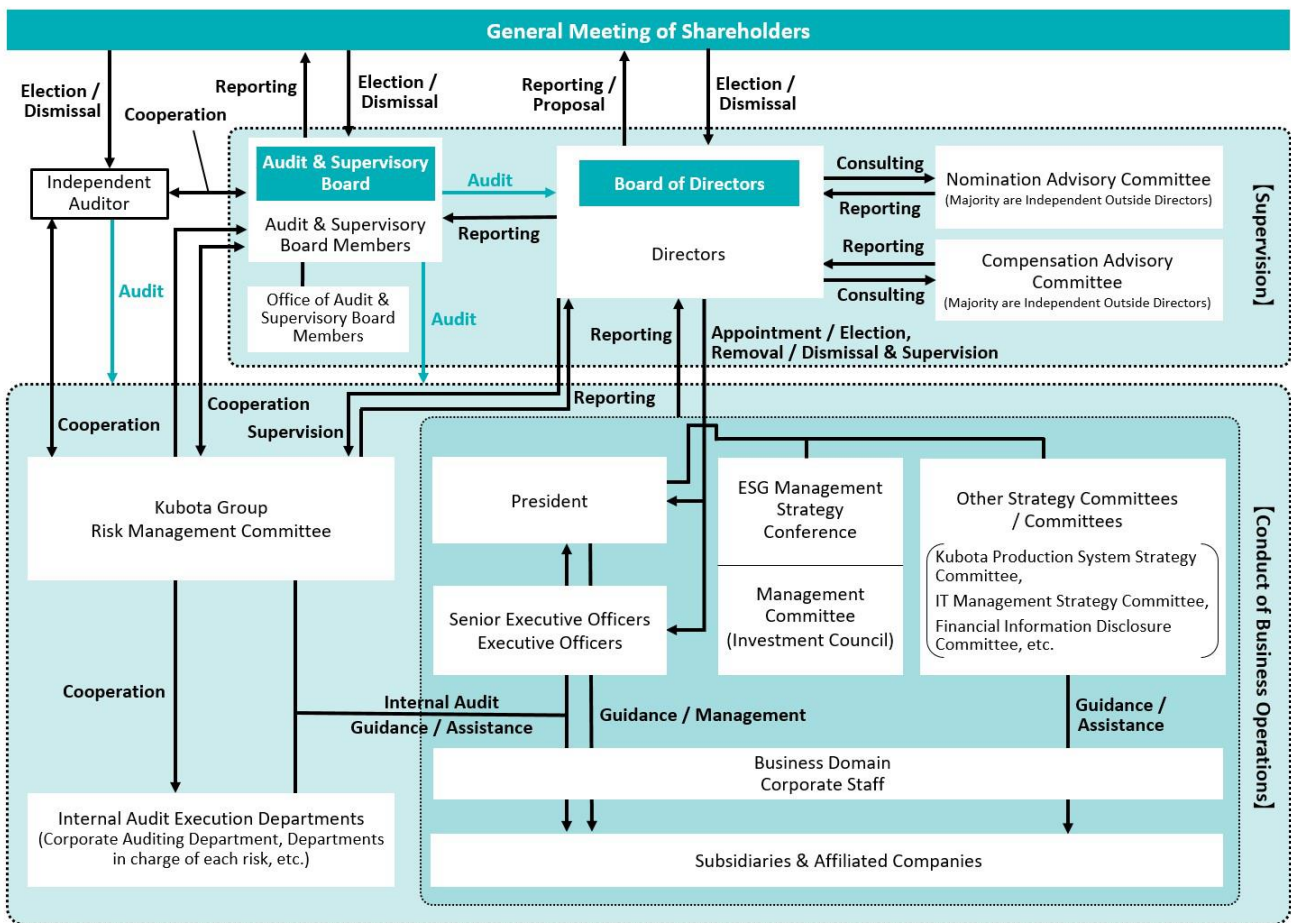 General Meeting of Shareholders
Election /
Dismissal
Cooperation
Reporting
Election /
Dismissal
Reporting /
Proposal
Election /
Dismissal
Independent
Auditor
Audit & Supervisory
Board
Audit & Supervisory
Board Members
Audit
Reporting
Board of Directors
Directors
Consulting
Reporting
Nomination Advisory Committee
(Majority are Independent Outside Directors)
Reporting
Consulting
Compensation Advisory
Committee
(Majority are Independent Outside Directors)
【Supervision】
Audit
Office of Audit &
Supervisory Board
Members
Audit
Reporting
Appointment / Election,
Removal / Dismissal & Supervision
Cooperation
Cooperation
Supervision
Reporting
Kubota Group
Risk Management Committee
President
ESG Management
Strategy
Conference
Management
Committee
(Investment Council)
Other Strategy Committees
/ Committees
Kubota Production System Strategy
Committee,
IT Management Strategy Committee,
Financial Information Disclosure
Committee, etc.
【Conduct of Business Operations】
Senior Executive Officers
Executive Officers
Cooperation
Internal Audit
Guidance / Assistance
Guidance / Management
Guidance /
Assistance
Business Domain
Corporate Staff
Internal Audit Execution Departments
(Corporate Auditing Department, Departments
in charge of each risk, etc.)
Subsidiaries & Affiliated Companies